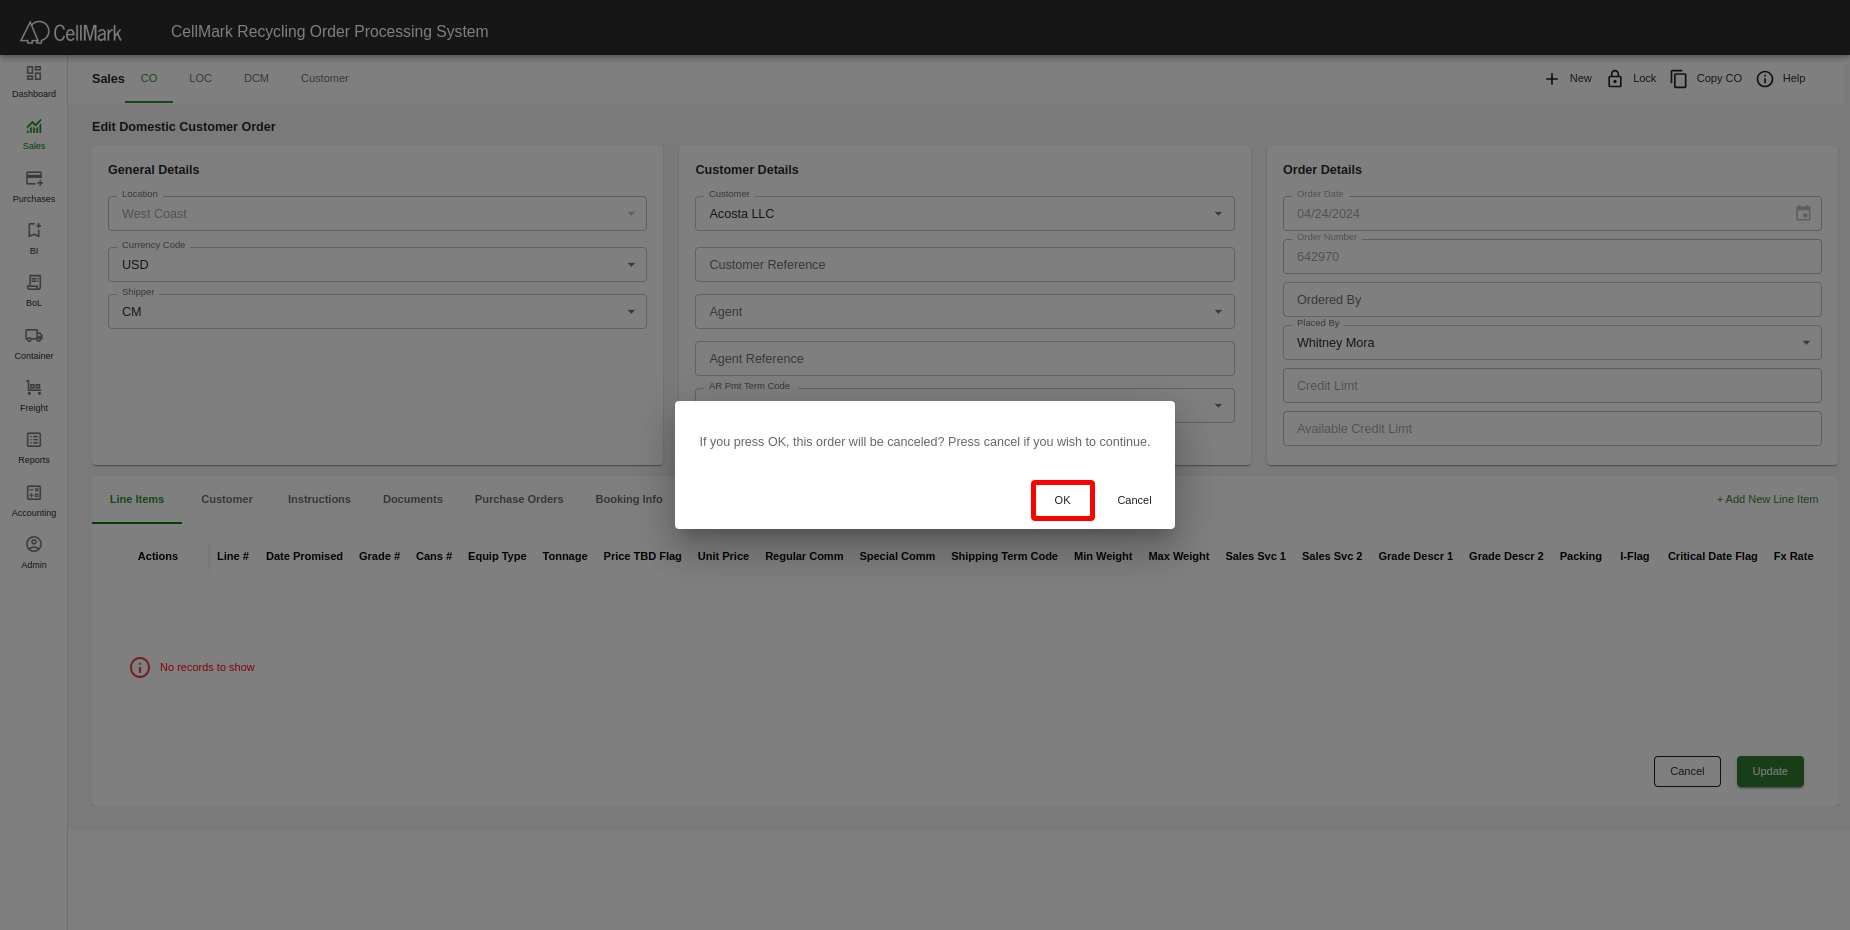 CellMark
CellMark Recycling Order Processing System
Dashboard
Sales
Purchases
BI
BoL
Container
Freight
Reports
Accounting
Admin
Sales CO LOC DCM Customer
New Lock Copy CO Help
Edit Domestic Customer Order
General Details
Location
West Coast
Currency Code
USD
Shipper
CM
Customer Details
Customer
Acosta LLC
Customer Reference
Agent
Agent Reference
AR Pmt Term Code
Order Details
Order Date
04/24/2024
Order Number
642970
Ordered By
Placed By
Whitney Mora
Credit Limt
Available Credit Limt
If you press OK, this order will be canceled? Press cancel if you wish to continue.
OK Cancel
Line Items Customer Instructions Documents Purchase Orders Booking Info
+ Add New Line Item
Actions Line # Date Promised Grade # Cans # Equip Type Tonnage Price TBD Flag Unit Price Regular Comm Special Comm Shipping Term Code Min Weight Max Weight Sales Svc 1 Sales Svc 2 Grade Descr 1 Grade Descr 2 Packing I-Flag Critical Date Flag Fx Rate
No records to show
Cancel Update